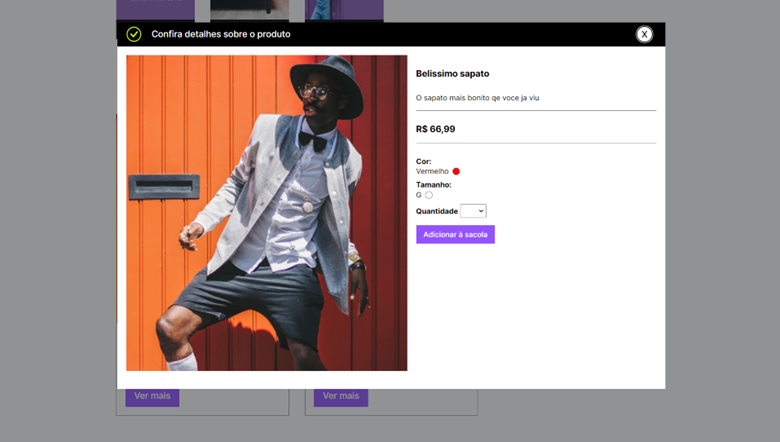 Confira detalhes sobre o produto
X
Belissimo sapato
O sapato mais bonito qe voce ja viu
R$ 66,99
Cor:
Vermelho
Tamanho:
G
Quantidade
Adicionar à sacola
Ver mais
Ver mais